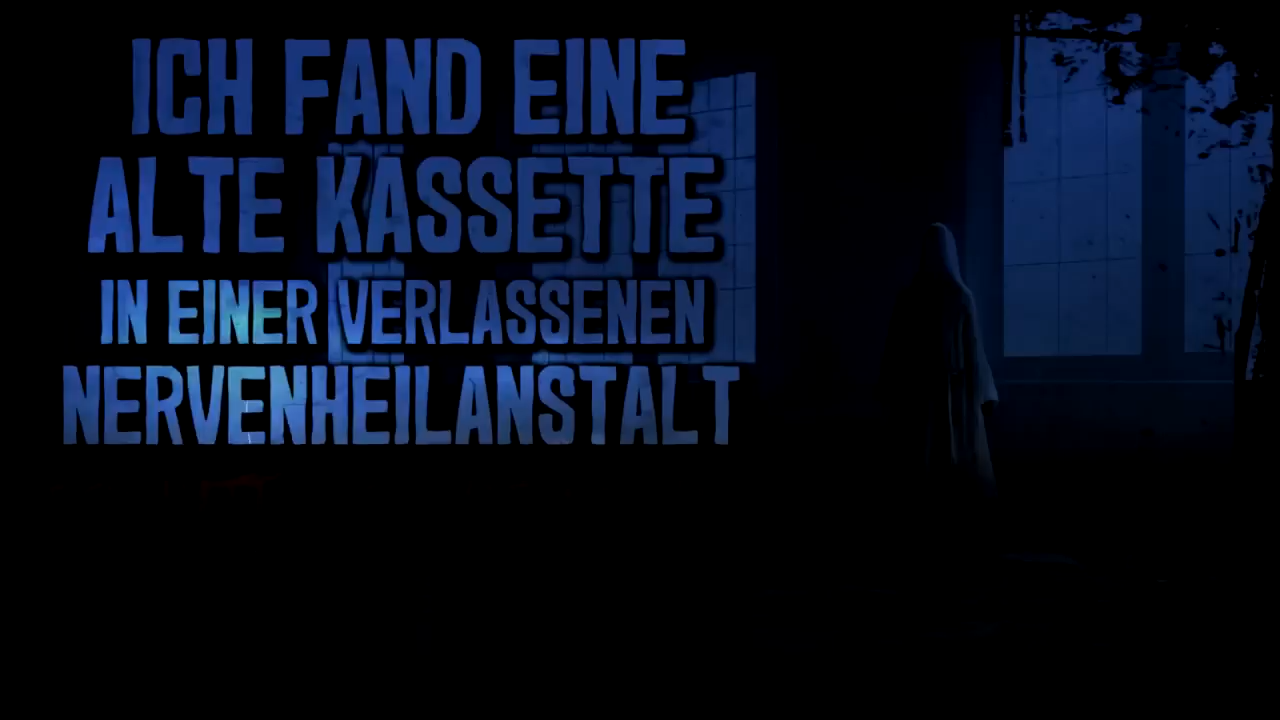 ICH FAND EINE
ALTE KASSETTE
IN EINER VERLASSENEN
NERVENHEILANSTALT